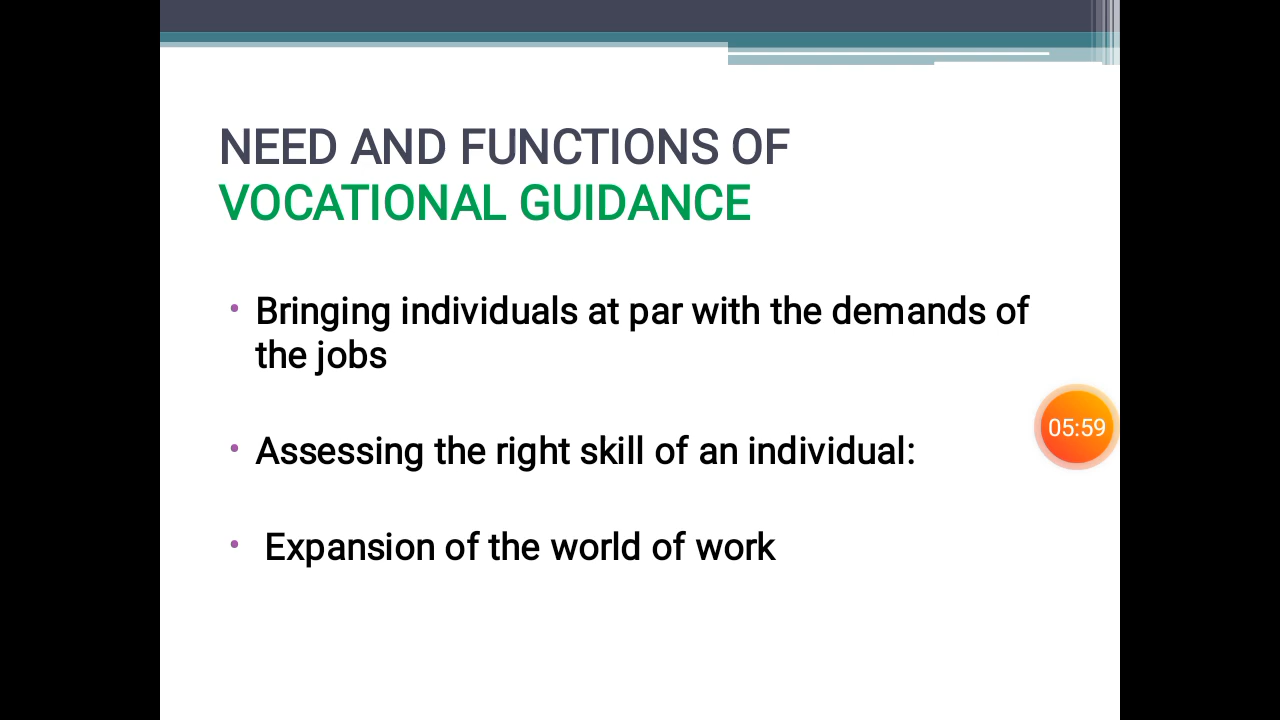 NEED AND FUNCTIONS OF
VOCATIONAL GUIDANCE
• Bringing individuals at par with the demands of
the jobs
05:59
• Assessing the right skill of an individual:
• Expansion of the world of work